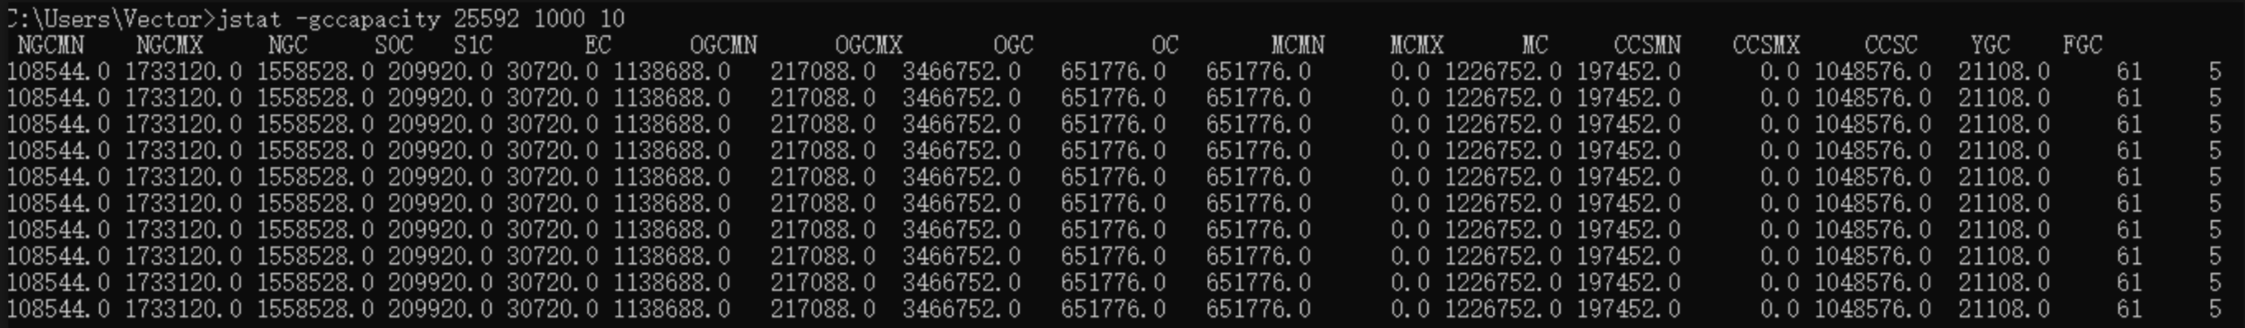 C:\Users\Vector>jstat -gccapacity 25592 1000 10
NGCMN NGCMX NGC S0C S1C EC OGCMN OGCMX OGC OC MCMN MCMX MC CCSMN CCSMX CCSC YGC FGC
108544.0 1733120.0 1558528.0 209920.0 30720.0 1138688.0 217088.0 3466752.0 651776.0 651776.0 0.0 1226752.0 197452.0 0.0 1048576.0 21108.0 61 5
108544.0 1733120.0 1558528.0 209920.0 30720.0 1138688.0 217088.0 3466752.0 651776.0 651776.0 0.0 1226752.0 197452.0 0.0 1048576.0 21108.0 61 5
108544.0 1733120.0 1558528.0 209920.0 30720.0 1138688.0 217088.0 3466752.0 651776.0 651776.0 0.0 1226752.0 197452.0 0.0 1048576.0 21108.0 61 5
108544.0 1733120.0 1558528.0 209920.0 30720.0 1138688.0 217088.0 3466752.0 651776.0 651776.0 0.0 1226752.0 197452.0 0.0 1048576.0 21108.0 61 5
108544.0 1733120.0 1558528.0 209920.0 30720.0 1138688.0 217088.0 3466752.0 651776.0 651776.0 0.0 1226752.0 197452.0 0.0 1048576.0 21108.0 61 5
108544.0 1733120.0 1558528.0 209920.0 30720.0 1138688.0 217088.0 3466752.0 651776.0 651776.0 0.0 1226752.0 197452.0 0.0 1048576.0 21108.0 61 5
108544.0 1733120.0 1558528.0 209920.0 30720.0 1138688.0 217088.0 3466752.0 651776.0 651776.0 0.0 1226752.0 197452.0 0.0 1048576.0 21108.0 61 5
108544.0 1733120.0 1558528.0 209920.0 30720.0 1138688.0 217088.0 3466752.0 651776.0 651776.0 0.0 1226752.0 197452.0 0.0 1048576.0 21108.0 61 5
108544.0 1733120.0 1558528.0 209920.0 30720.0 1138688.0 217088.0 3466752.0 651776.0 651776.0 0.0 1226752.0 197452.0 0.0 1048576.0 21108.0 61 5
108544.0 1733120.0 1558528.0 209920.0 30720.0 1138688.0 217088.0 3466752.0 651776.0 651776.0 0.0 1226752.0 197452.0 0.0 1048576.0 21108.0 61 5